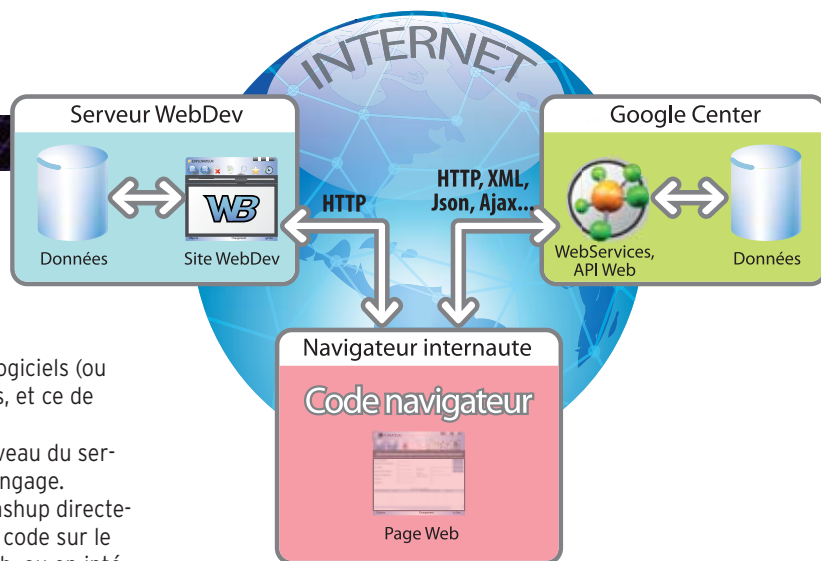 INTERNET
Serveur WebDev
Google Center
WB
HTTP
HTTP, XML,
Json, Ajax...
Données
Site WebDev
WebServices,
API Web
Données
Navigateur internaute
Code navigateur
Page Web
ogiciels (ou
s, et ce de
veau du ser-
ngage.
shup directe-
code sur le